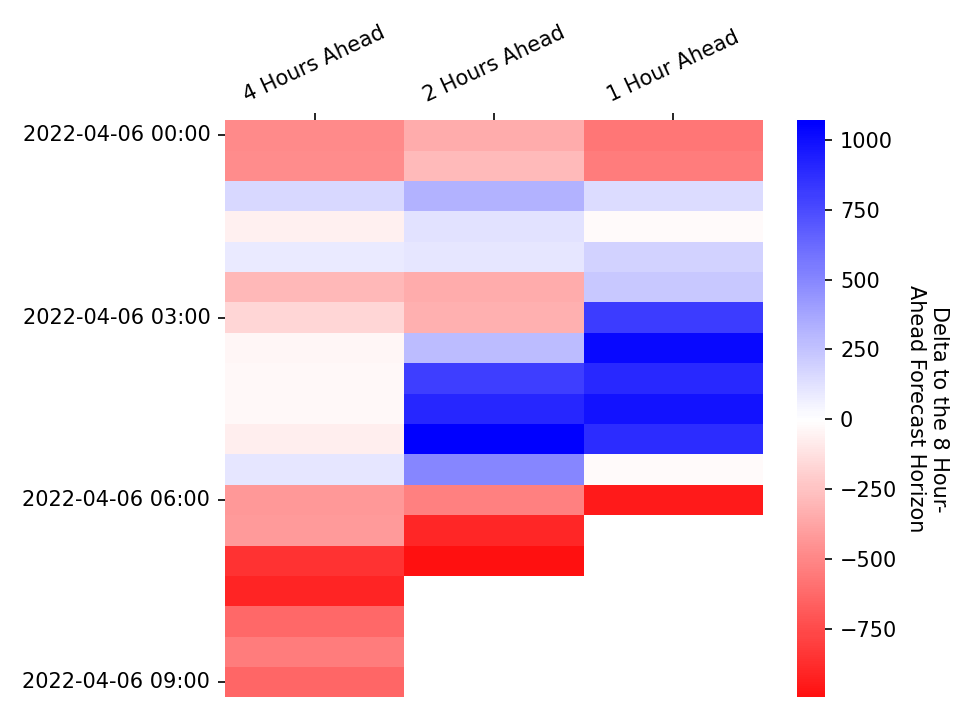 4 Hours Ahead
2 Hours Ahead
1 Hour Ahead
2022-04-06 00:00
2022-04-06 03:00
2022-04-06 06:00
2022-04-06 09:00
1000
750
500
250
0
−250
−500
−750
Delta to the 8 Hour-
Ahead Forecast Horizon